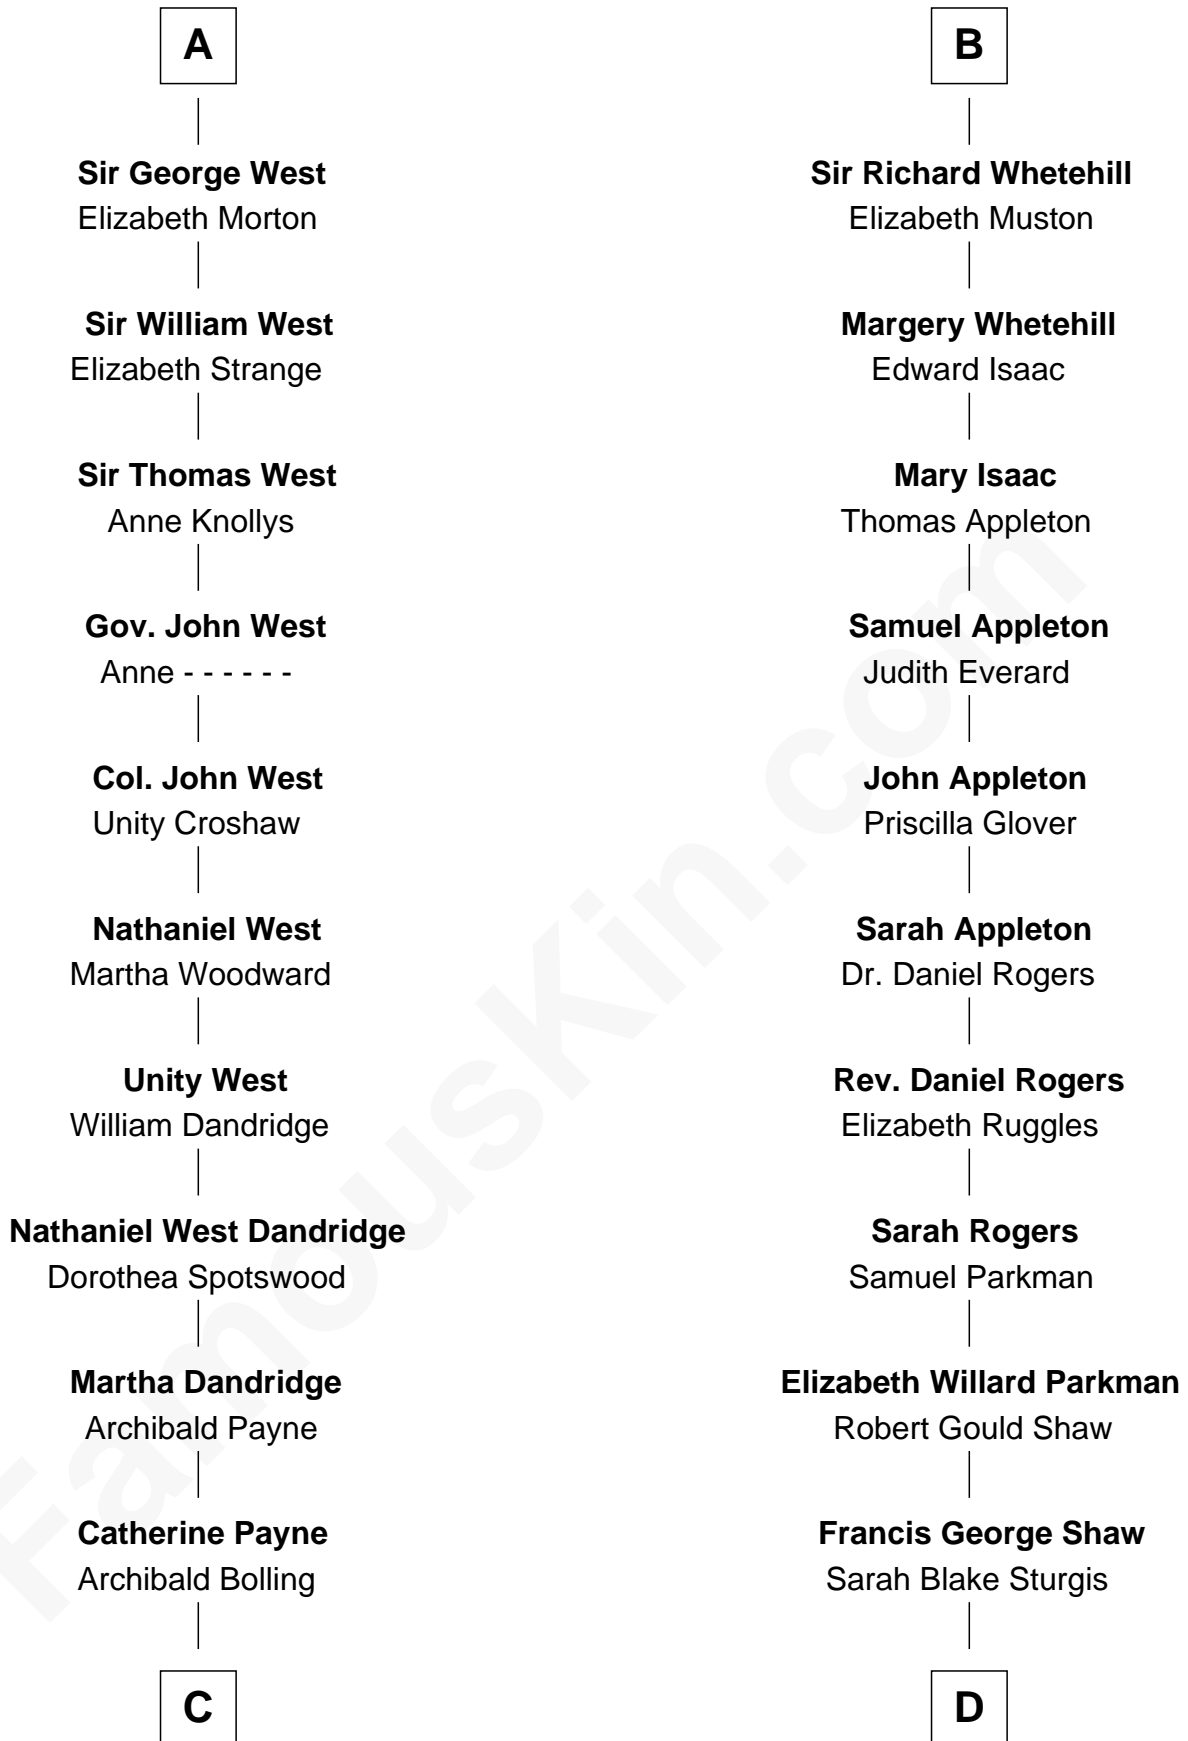 A
Sir George West
Elizabeth Morton
Sir William West
Elizabeth Strange
Sir Thomas West
Anne Knollys
Gov. John West
Anne - - - - - -
Col. John West
Unity Croshaw
Nathaniel West
Martha Woodward
Unity West
William Dandridge
Nathaniel West Dandridge
Dorothea Spotswood
Martha Dandridge
Archibald Payne
Catherine Payne
Archibald Bolling
C
B
Sir Richard Whetehill
Elizabeth Muston
Margery Whetehill
Edward Isaac
Mary Isaac
Thomas Appleton
Samuel Appleton
Judith Everard
John Appleton
Priscilla Glover
Sarah Appleton
Dr. Daniel Rogers
Rev. Daniel Rogers
Elizabeth Ruggles
Sarah Rogers
Samuel Parkman
Elizabeth Willard Parkman
Robert Gould Shaw
Francis George Shaw
Sarah Blake Sturgis
D
FamousKin.com